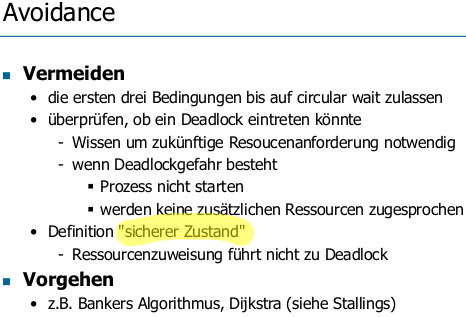 Avoidance
▪ Vermeiden
• die ersten drei Bedingungen bis auf circular wait zulassen
• überprüfen, ob ein Deadlock eintreten könnte
- Wissen um zukünftige Resoucenanforderung notwendig
- wenn Deadlockgefahr besteht
▪ Prozess nicht starten
▪ werden keine zusätzlichen Ressourcen zugesprochen
• Definition "sicherer Zustand"
- Ressourcenzuweisung führt nicht zu Deadlock
▪ Vorgehen
• z.B. Bankers Algorithmus, Dijkstra (siehe Stallings)